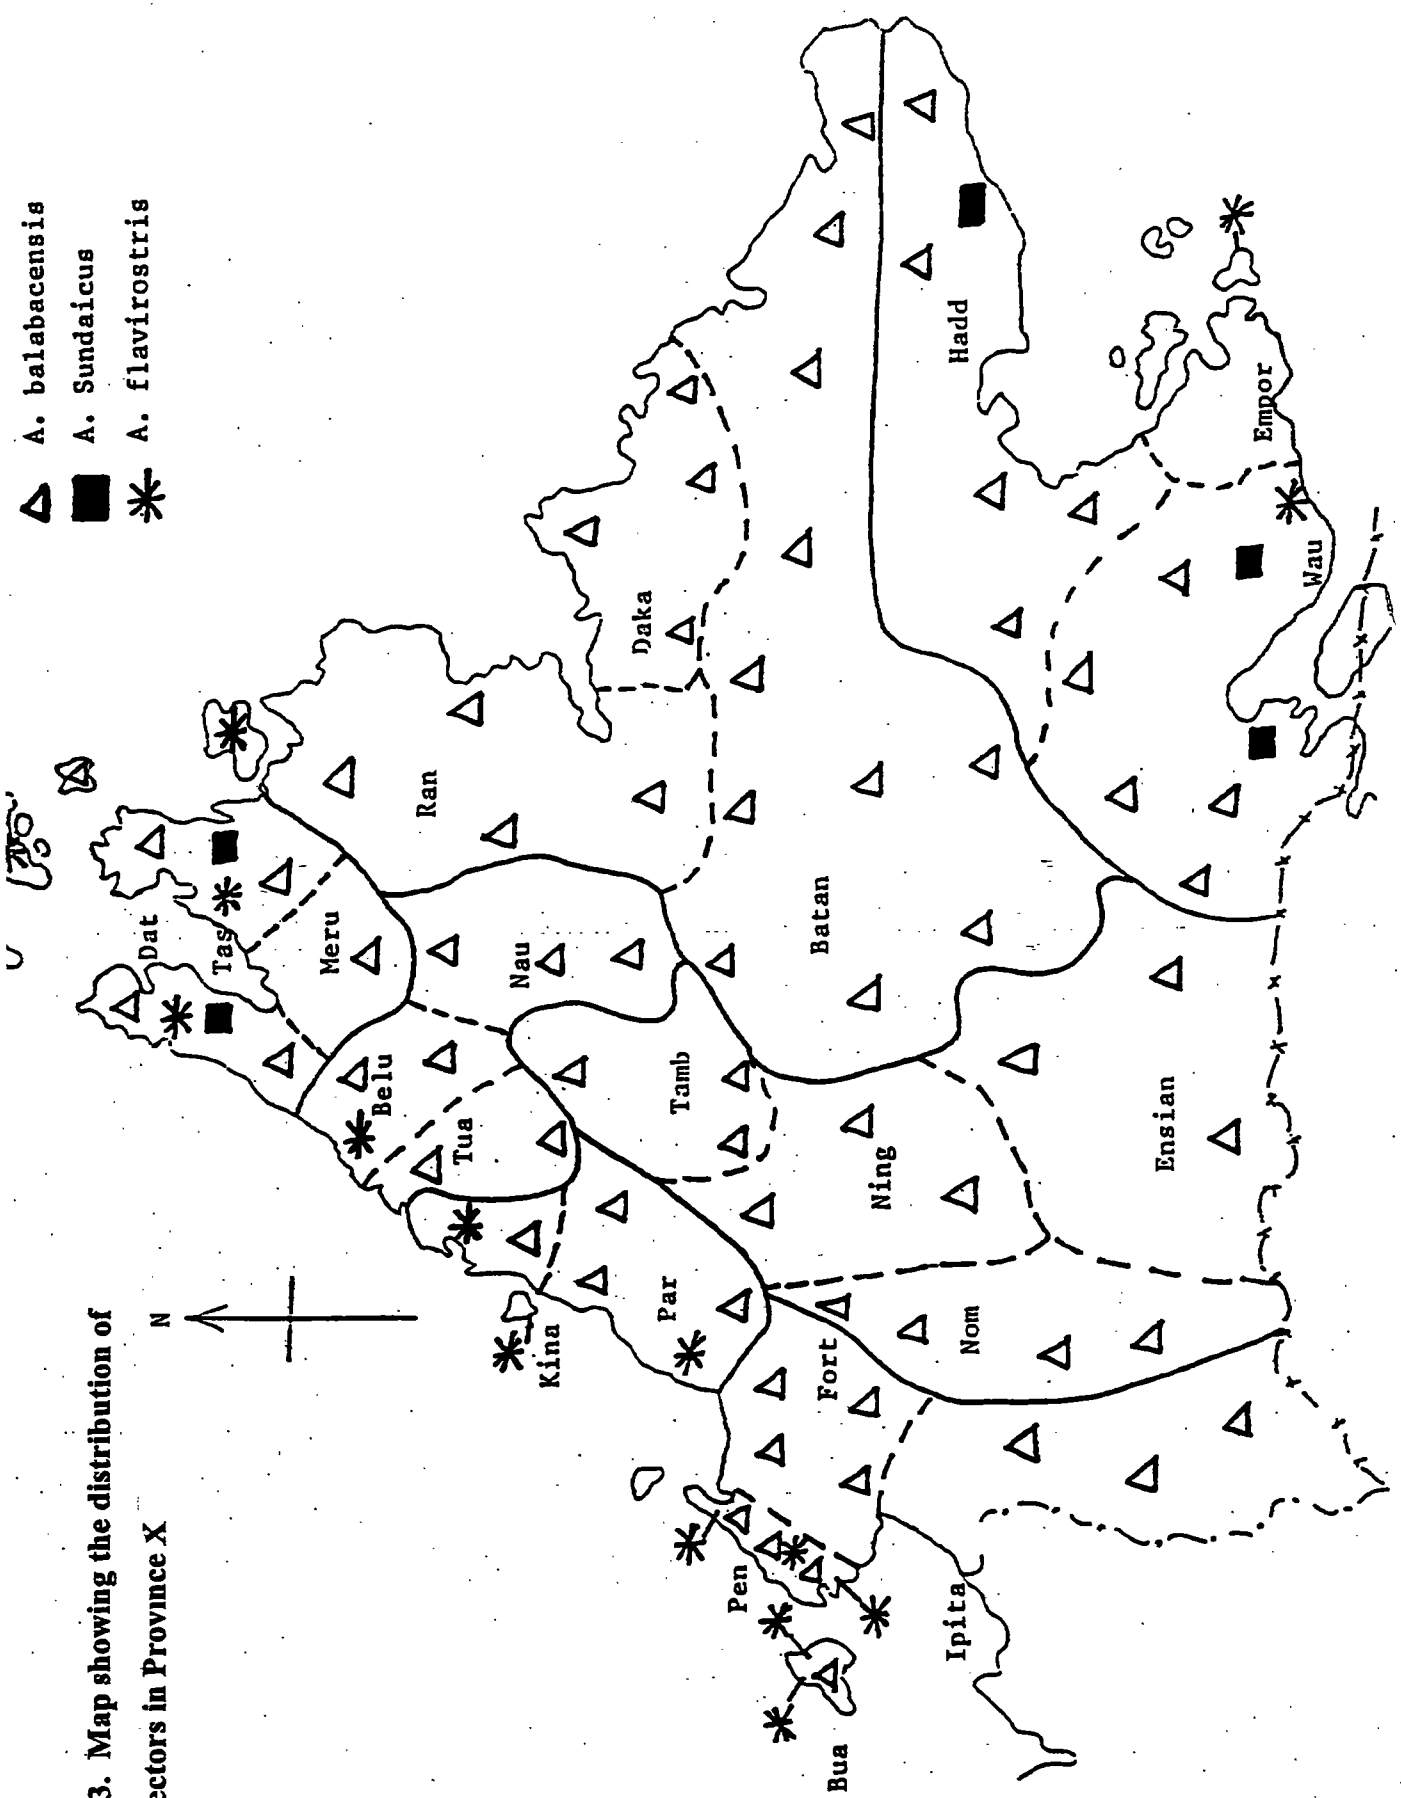 3. Map showing the distribution of
ectors in Province X
N
A. balabacensis
A. Sundaicus
A. flavirostris
Dat
Tas
Meru
Ran
Belu
Nau
Tua
Daka
Kina
Par
Tamb
Batan
Hadd
Pen
Fort
Ning
Nom
Bua
Ipita
Ensian
Empor
Wau